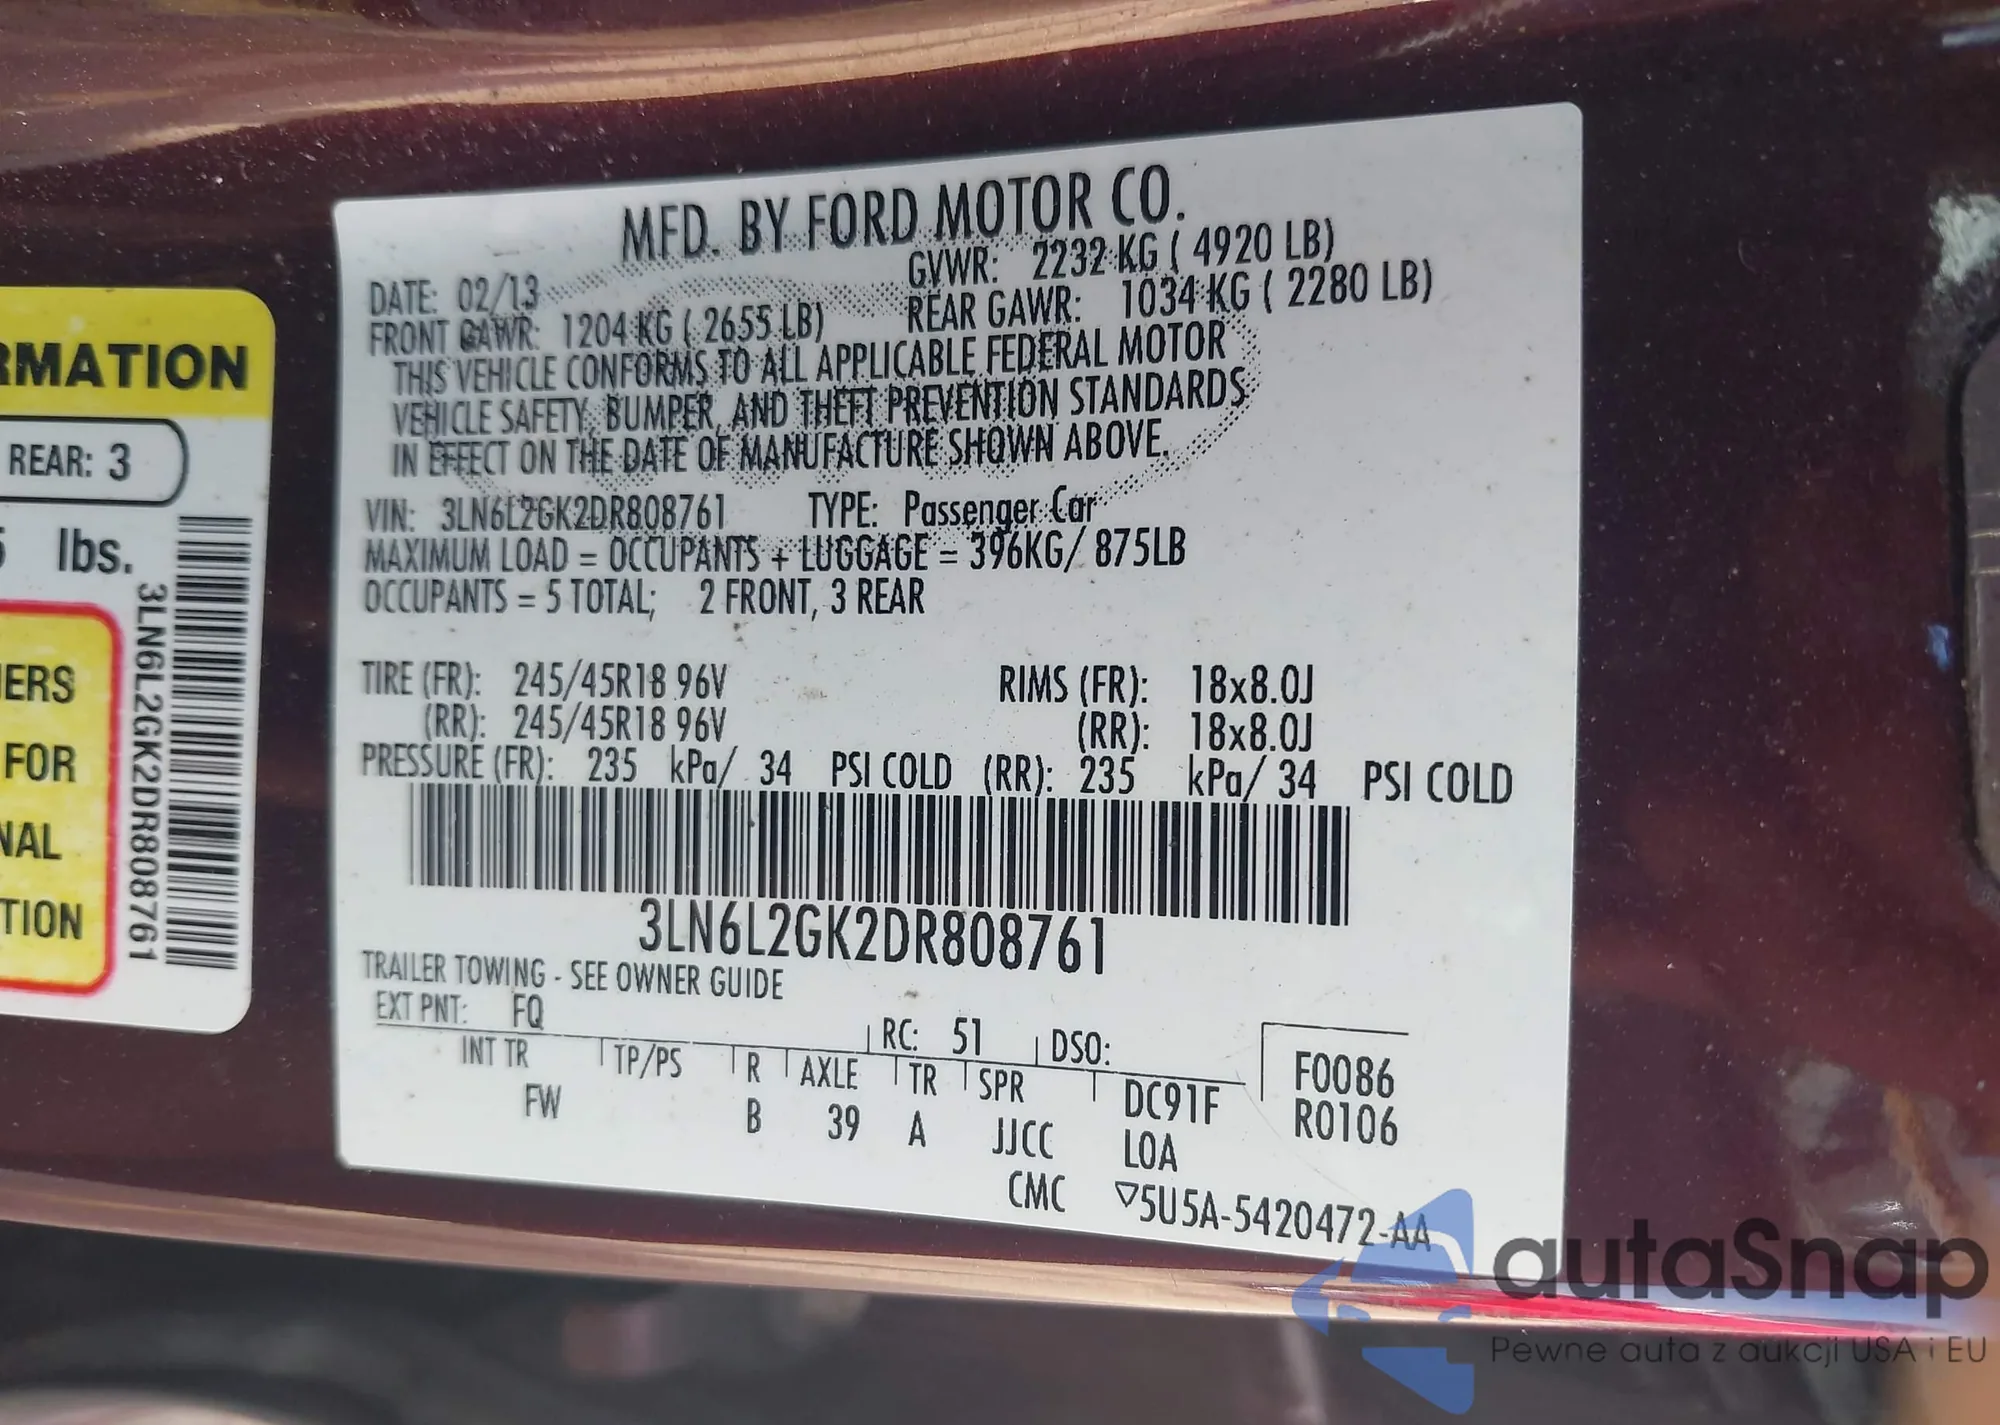 RMATION
REAR: 3
lbs.
3LN6L2GK2DR808761
IERS
FOR
NAL
TION
MFD. BY FORD MOTOR CO.
DATE: 02/13 GVWR: 2232 KG ( 4920 LB)
FRONT GAWR: 1204 KG ( 2655 LB) REAR GAWR: 1034 KG ( 2280 LB)
THIS VEHICLE CONFORMS TO ALL APPLICABLE FEDERAL MOTOR
VEHICLE SAFETY, BUMPER, AND THEFT PREVENTION STANDARDS
IN EFFECT ON THE DATE OF MANUFACTURE SHOWN ABOVE.
VIN: 3LN6L2GK2DR808761 TYPE: Passenger Car
MAXIMUM LOAD = OCCUPANTS + LUGGAGE = 396KG/ 875LB
OCCUPANTS = 5 TOTAL; 2 FRONT, 3 REAR
TIRE (FR): 245/45R18 96V RIMS (FR): 18x8.0J
(RR): 245/45R18 96V (RR): 18x8.0J
PRESSURE (FR): 235 kPa/ 34 PSI COLD (RR): 235 kPa/ 34 PSI COLD
3LN6L2GK2DR808761
TRAILER TOWING - SEE OWNER GUIDE
EXT PNT: FQ RC: 51 DSO:
INT TR TP/PS R AXLE TR SPR DC91F F0086
FW B 39 A JJCC LOA R0106
CMC ▽5U5A-5420472-AA
autaSnap
Pewne auta z aukcji USA i EU